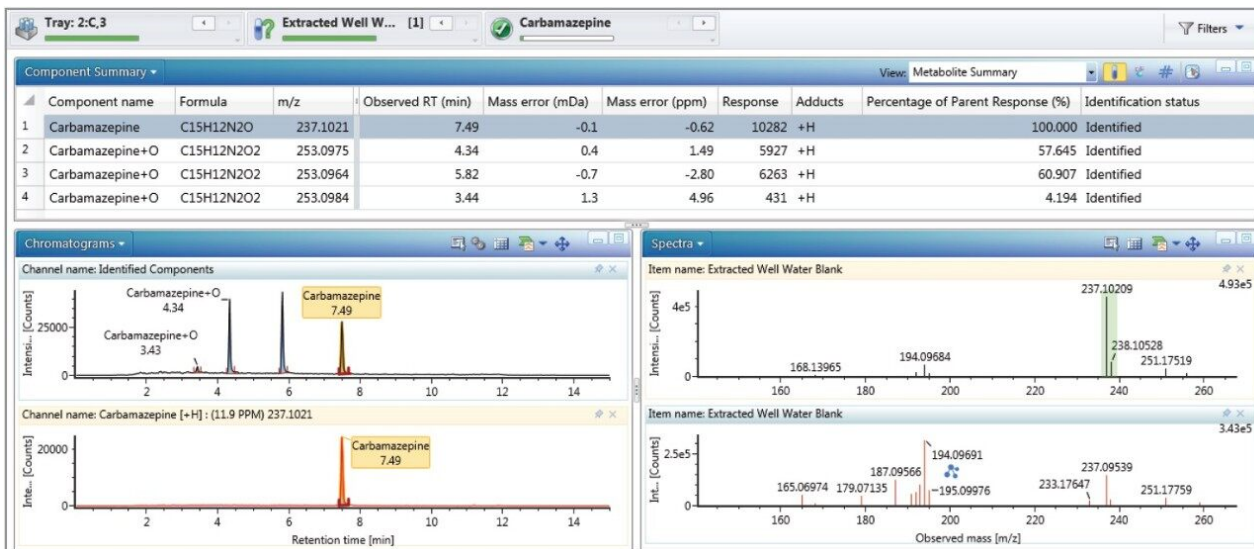 Tray: 2:C,3
Extracted Well W... [1]
Carbamazepine
Filters
Component Summary
View: Metabolite Summary
Component name Formula m/z Observed RT (min) Mass error (mDa) Mass error (ppm) Response Adducts Percentage of Parent Response (%) Identification status
1 Carbamazepine C15H12N2O 237.1021 7.49 -0.1 -0.62 10282 +H 100.000 Identified
2 Carbamazepine+O C15H12N2O2 253.0975 4.34 0.4 1.49 5927 +H 57.645 Identified
3 Carbamazepine+O C15H12N2O2 253.0964 5.82 -0.7 -2.80 6263 +H 60.907 Identified
4 Carbamazepine+O C15H12N2O2 253.0984 3.44 1.3 4.96 431 +H 4.194 Identified
Chromatograms
Channel name: Identified Components
Intensi... [Counts]
25000
0
Carbamazepine+O
4.34
Carbamazepine+O
3.43
Carbamazepine
7.49
2 4 6 8 10 12 14
Channel name: Carbamazepine [+H] : (11.9 PPM) 237.1021
Inte... [Counts]
20000
0
Carbamazepine
7.49
2 4 6 8 10 12 14
Retention time [min]
Spectra
Item name: Extracted Well Water Blank
4.93e5
Intensi... [Counts]
4e5
0
237.10209
238.10528
194.09684
168.13965
251.17519
160 180 200 220 240 260
Item name: Extracted Well Water Blank
3.43e5
Int... [Counts]
2.5e5
0
194.09691
187.09566
237.09539
165.06974
179.07135
195.09976
233.17647
251.17759
160 180 200 220 240 260
Observed mass [m/z]